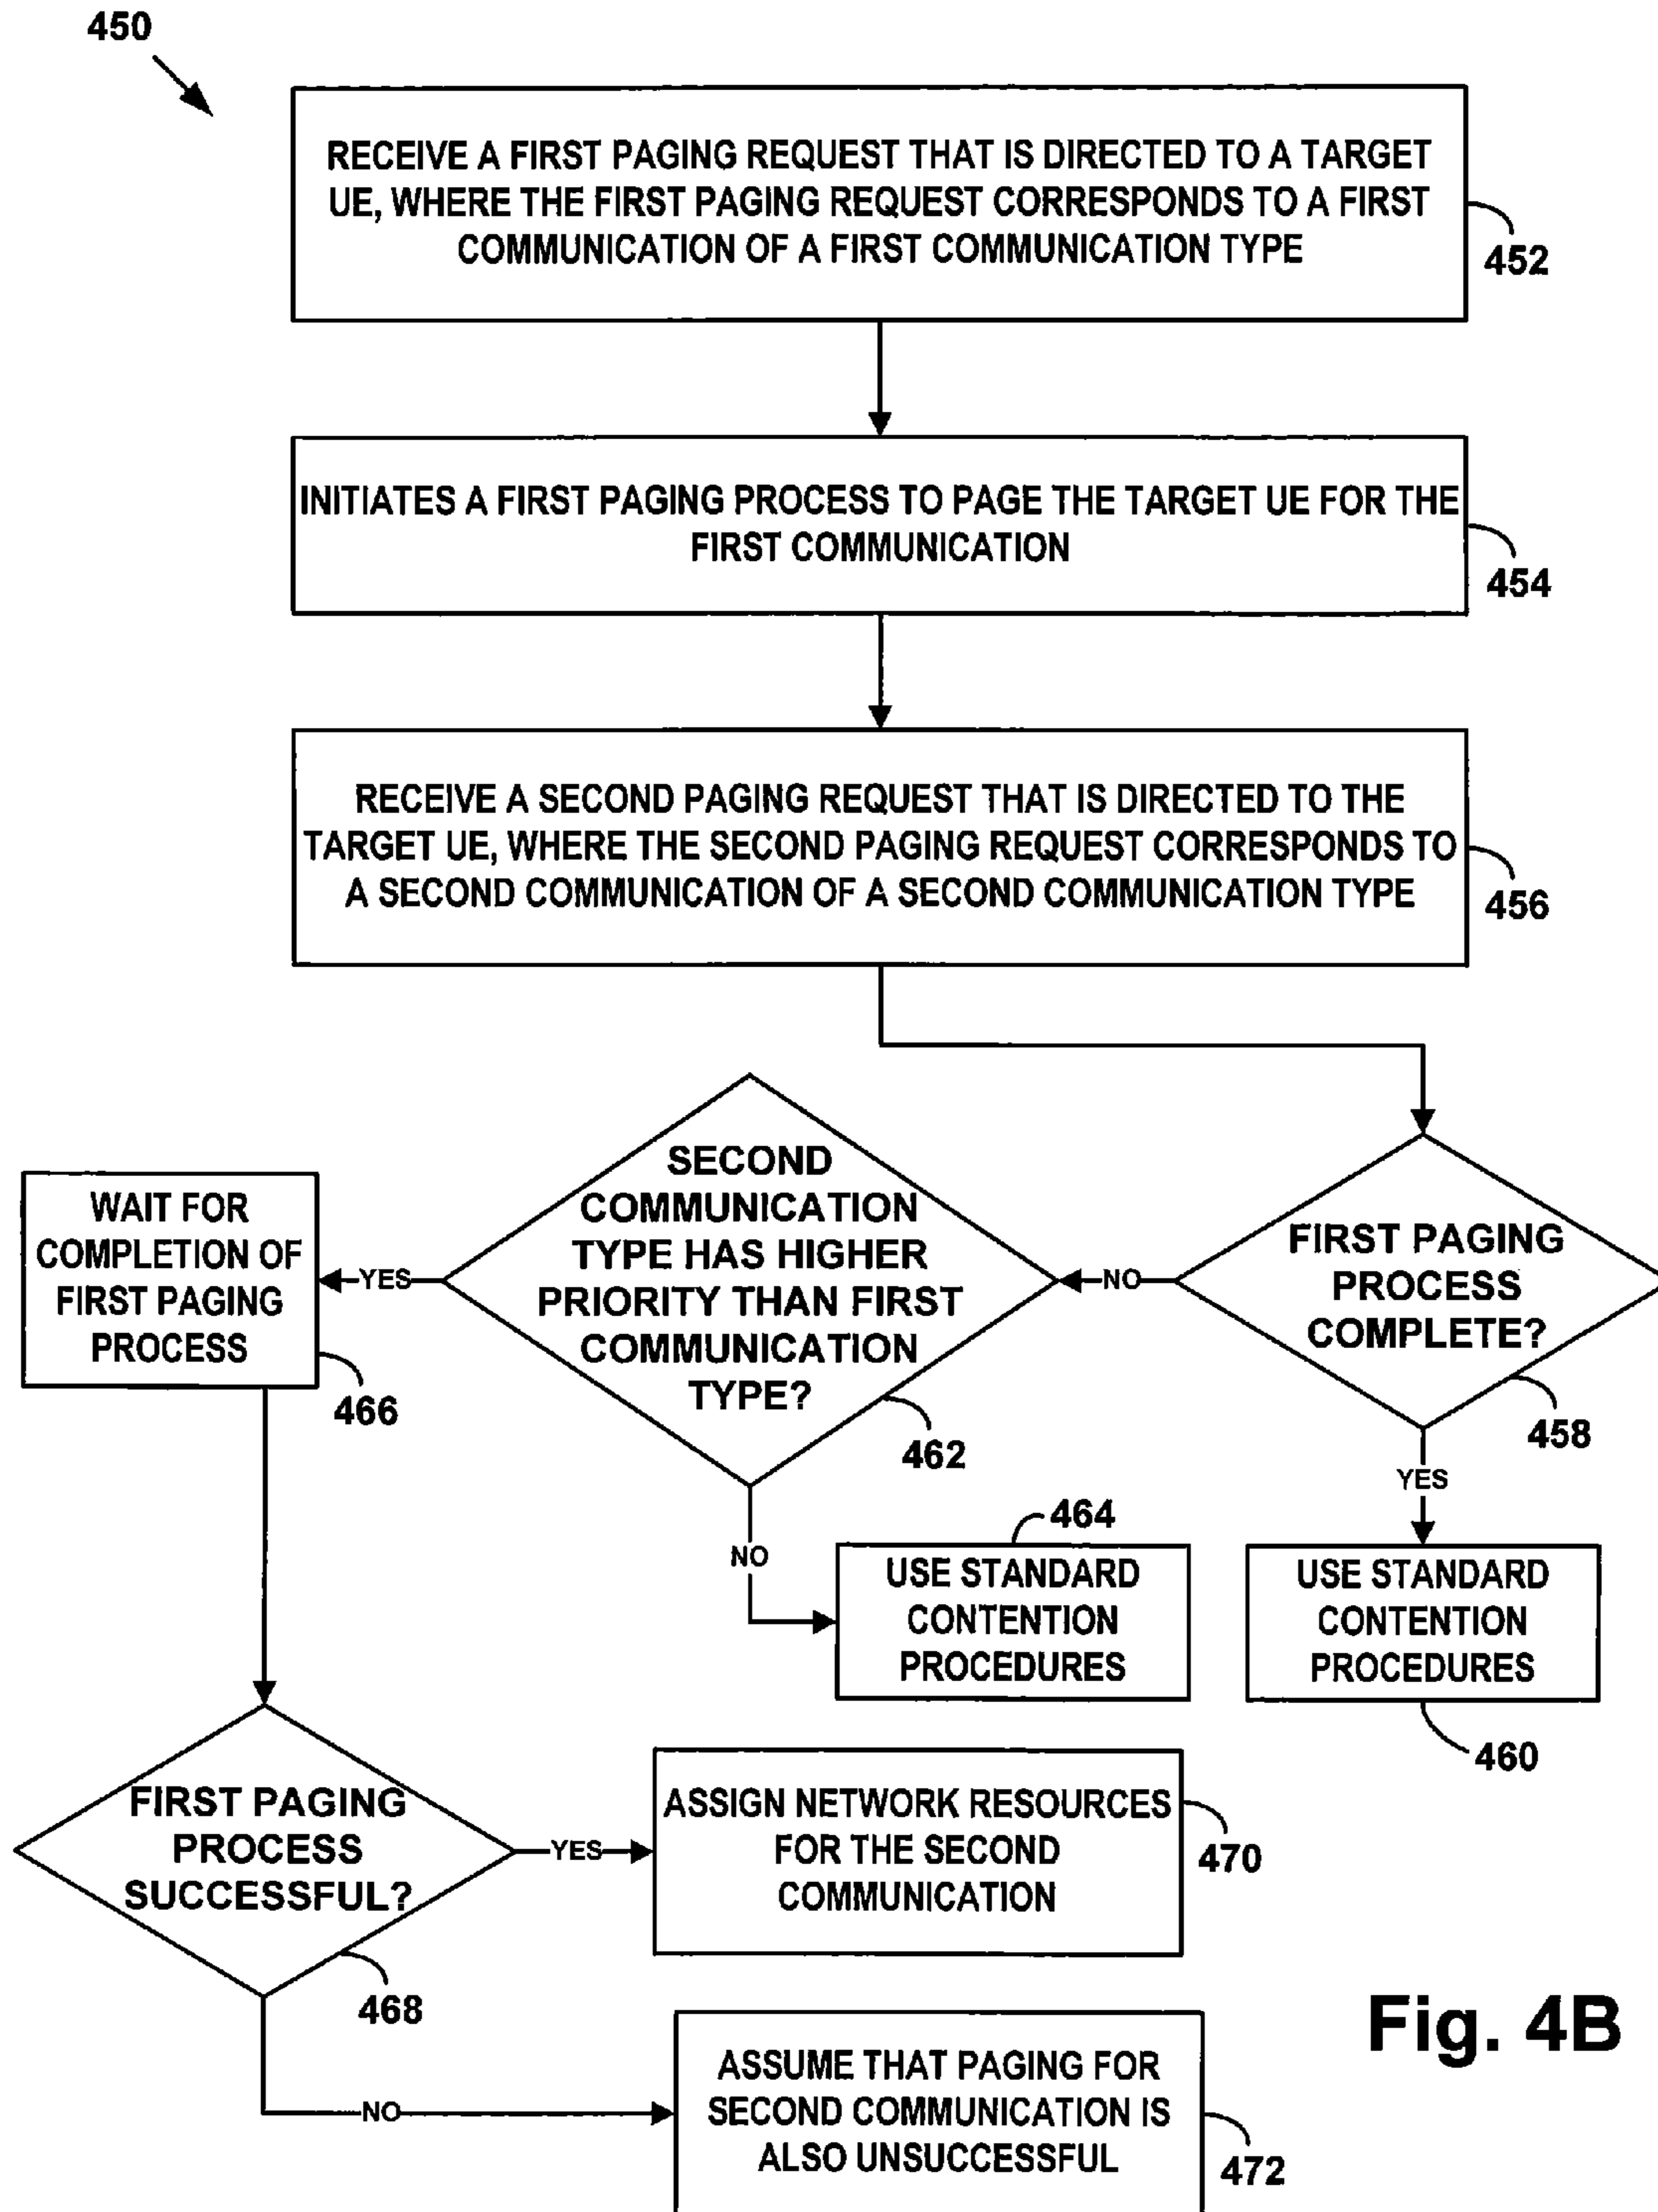 450
RECEIVE A FIRST PAGING REQUEST THAT IS DIRECTED TO A TARGET
UE, WHERE THE FIRST PAGING REQUEST CORRESPONDS TO A FIRST
COMMUNICATION OF A FIRST COMMUNICATION TYPE
452
INITIATES A FIRST PAGING PROCESS TO PAGE THE TARGET UE FOR THE
FIRST COMMUNICATION
454
RECEIVE A SECOND PAGING REQUEST THAT IS DIRECTED TO THE
TARGET UE, WHERE THE SECOND PAGING REQUEST CORRESPONDS TO
A SECOND COMMUNICATION OF A SECOND COMMUNICATION TYPE
456
FIRST PAGING
PROCESS
COMPLETE?
458
NO
YES
USE STANDARD
CONTENTION
PROCEDURES
460
SECOND
COMMUNICATION
TYPE HAS HIGHER
PRIORITY THAN FIRST
COMMUNICATION
TYPE?
462
NO
464
USE STANDARD
CONTENTION
PROCEDURES
YES
WAIT FOR
COMPLETION OF
FIRST PAGING
PROCESS
466
FIRST PAGING
PROCESS
SUCCESSFUL?
468
YES
ASSIGN NETWORK RESOURCES
FOR THE SECOND
COMMUNICATION
470
NO
ASSUME THAT PAGING FOR
SECOND COMMUNICATION IS
ALSO UNSUCCESSFUL
472
Fig. 4B